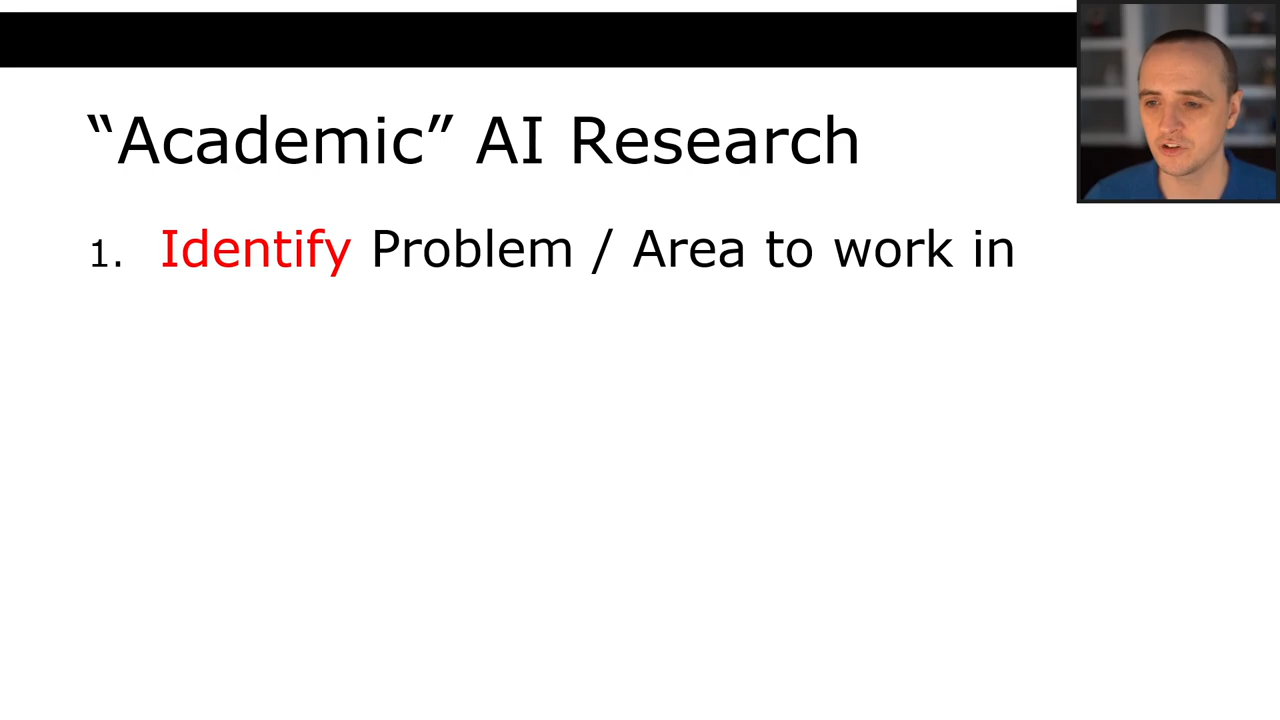 “Academic” AI Research
1. Identify Problem / Area to work in